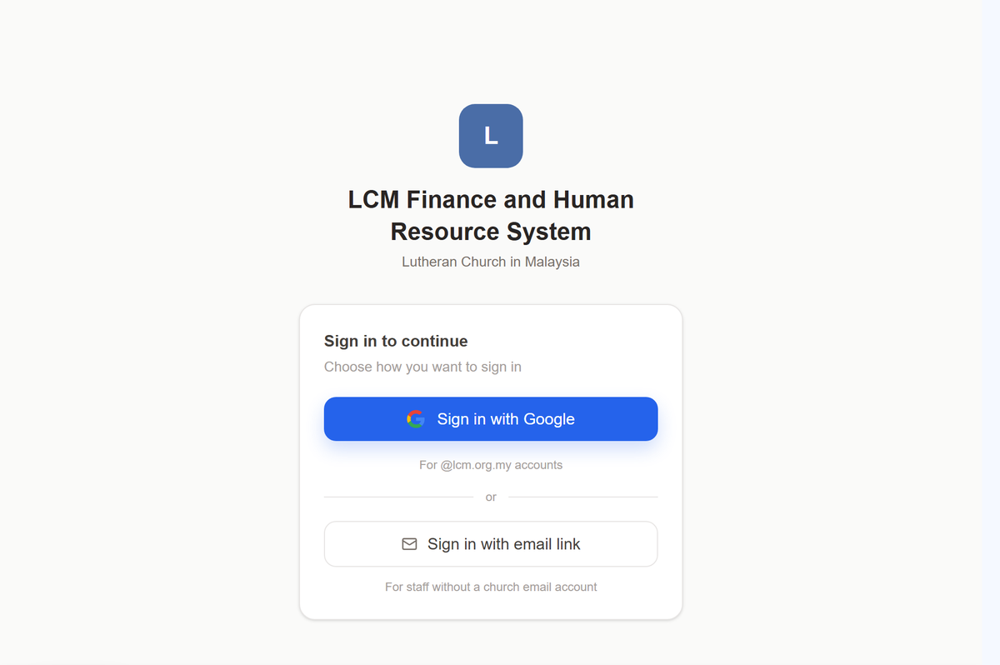 L
LCM Finance and Human
Resource System
Lutheran Church in Malaysia
Sign in to continue
Choose how you want to sign in
Sign in with Google
For @lcm.org.my accounts
or
Sign in with email link
For staff without a church email account